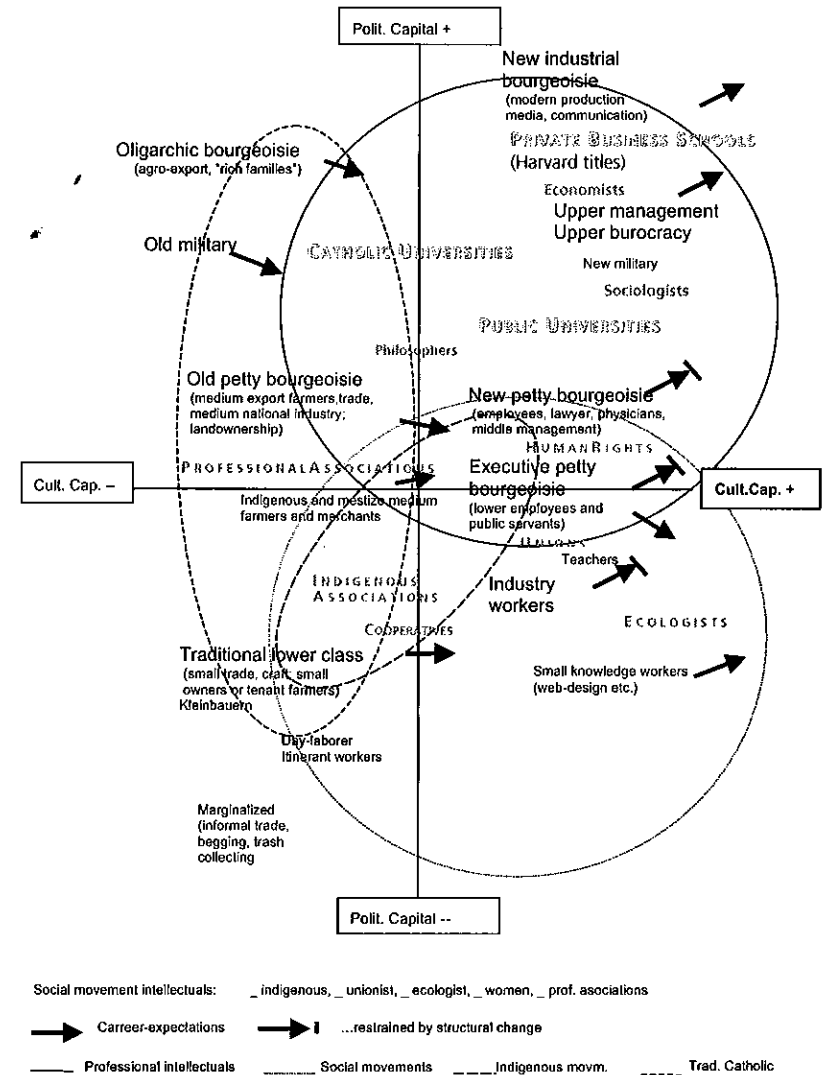 Polit. Capital +
New industrial
bourgeoisie
(modern production
media, communication)
PRIVATE BUSINESS SCHOOLS
(Harvard titles)
Oligarchic bourgeoisie
(agro-export, "rich families")
Economists
Upper management
Upper burocracy
Old military
CATHOLIC UNIVERSITIES
New military
Sociologists
PUBLIC UNIVERSITIES
Philosophers
Old petty bourgeoisie
(medium export farmers,trade,
medium national industry;
landownership)
New petty bourgeoisie
(employees, lawyer, physicians,
middle management)
HUMAN RIGHTS
PROFESSIONAL ASSOCIATIONS
Executive petty
bourgeoisie
(lower employees and
public servants)
Cult. Cap. –
Cult.Cap. +
Indigenous and mestize medium
farmers and merchants
UNIONS
Teachers
INDIGENOUS
ASSOCIATIONS
Industry
workers
COOPERATIVES
ECOLOGISTS
Traditional lower class
(small trade, craft, small
owners or tenant farmers)
Kleinbauern
Small knowledge workers
(web-design etc.)
Day-laborer
Itinerant workers
Marginalized
(informal trade,
begging, trash
collecting
Polit. Capital --
Social movement intellectuals: _ indigenous, _ unionist, _ ecologist, _ women, _ prof. asociations
Carreer-expectations ...restrained by structural change
Professional intellectuals Social movements Indigenous movm. Trad. Catholic